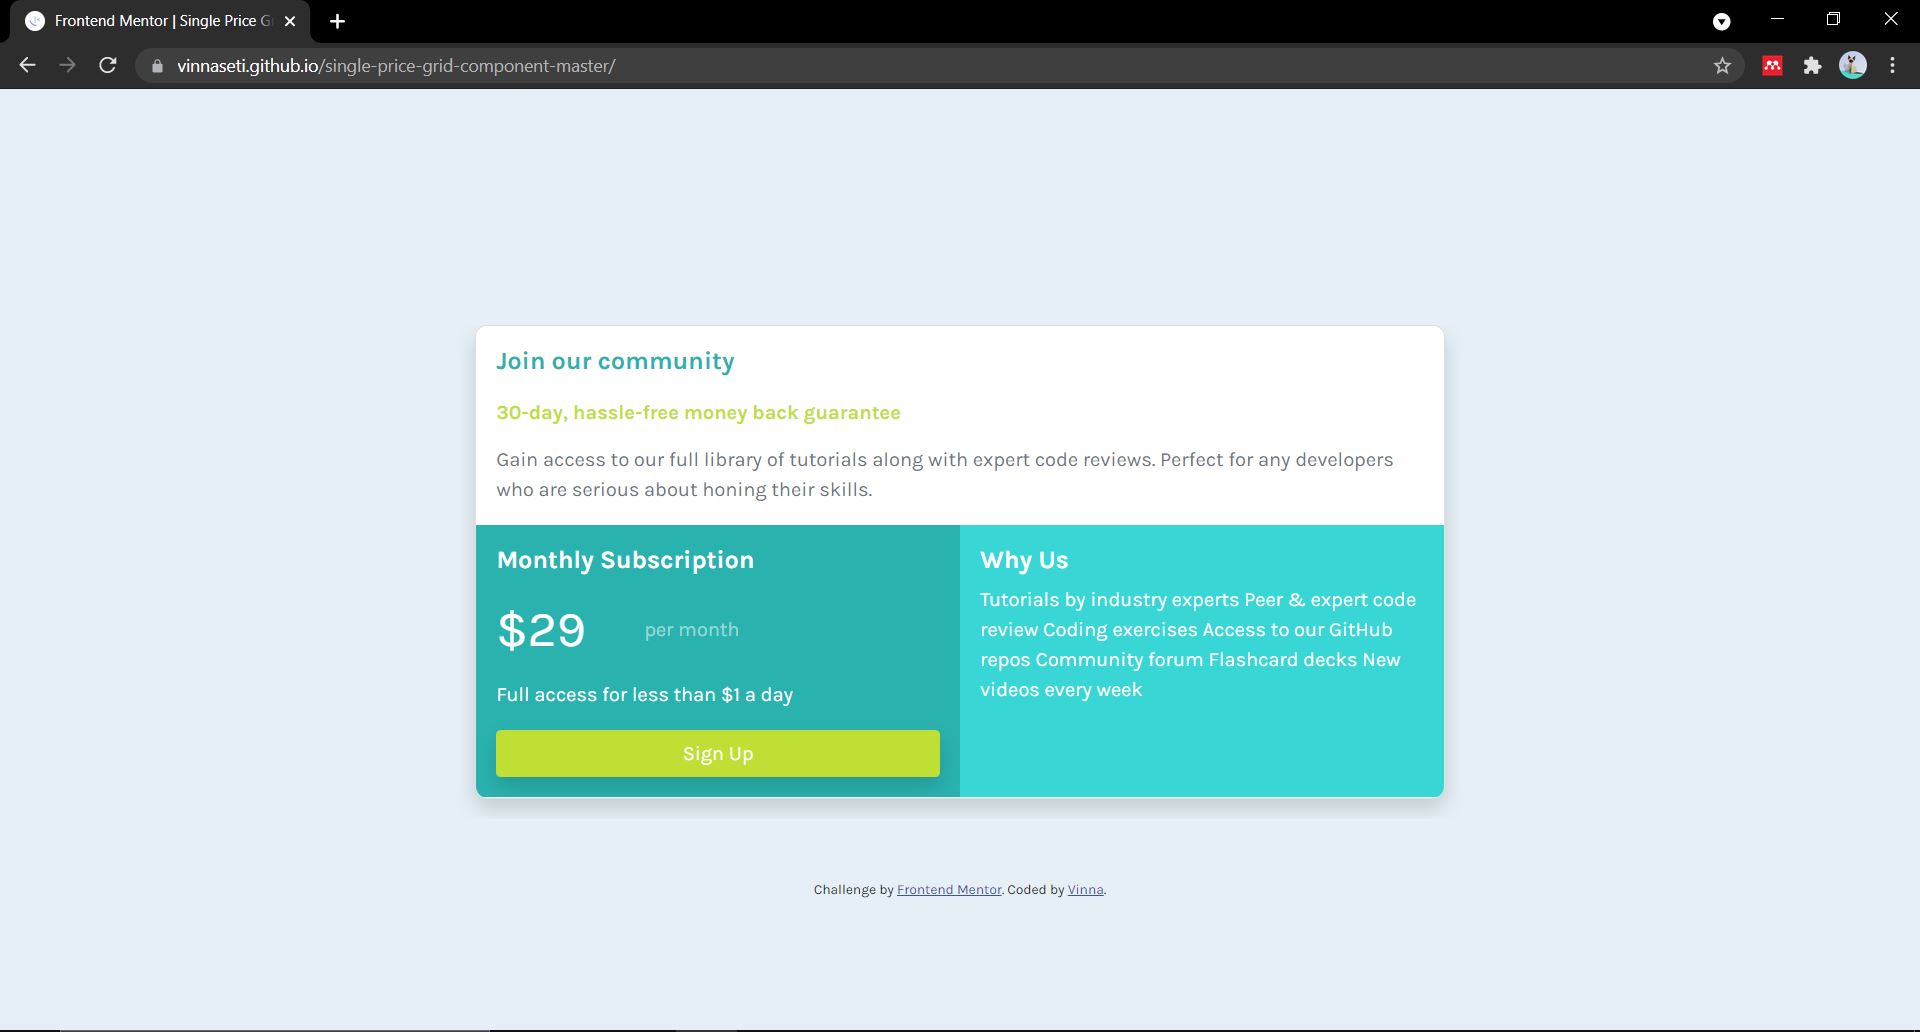 Frontend Mentor | Single Price G
vinnaseti.github.io/single-price-grid-component-master/
Join our community
30-day, hassle-free money back guarantee
Gain access to our full library of tutorials along with expert code reviews. Perfect for any developers
who are serious about honing their skills.
Monthly Subscription
$29 per month
Full access for less than $1 a day
Sign Up
Why Us
Tutorials by industry experts Peer & expert code
review Coding exercises Access to our GitHub
repos Community forum Flashcard decks New
videos every week
Challenge by Frontend Mentor. Coded by Vinna.